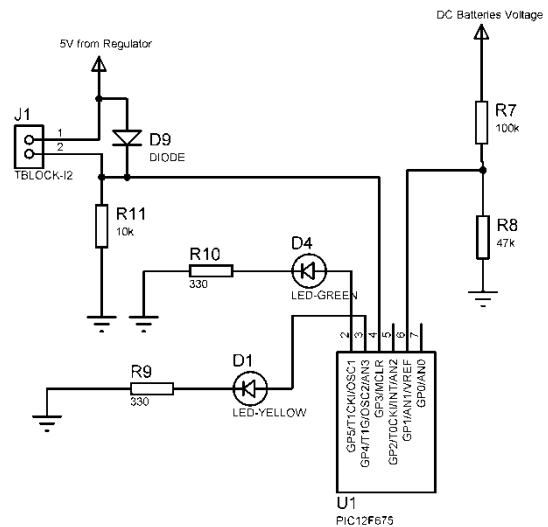 DC Batteries Voltage
5V from Regulator
J1
1
2
TBLOCK-I2
D9
DIODE
R7
100k
R11
10k
R8
47k
R10
330
D4
LED-GREEN
R9
330
D1
LED-YELLOW
2
3
4
5
6
7
GP5/T1CKI/OSC1
GP4/T1G/OSC2/AN3
GP3/MCLR
GP2/T0CKI/INT/AN2
GP1/AN1/VREF
GP0/AN0
U1
PIC12F675